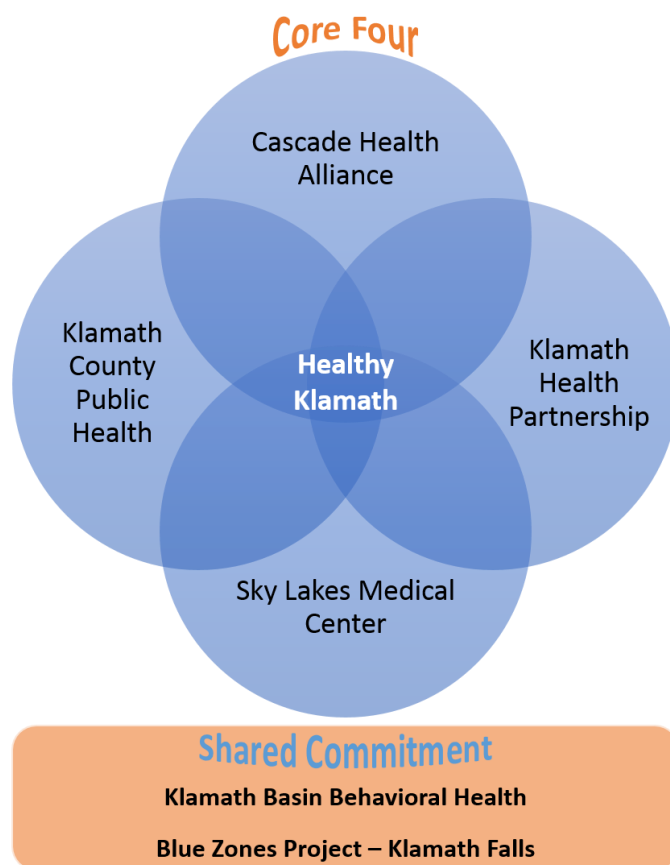 Core Four
Cascade Health
Alliance
Klamath
County
Public
Health
Healthy
Klamath
Klamath
Health
Partnership
Sky Lakes Medical
Center
Shared Commitment
Klamath Basin Behavioral Health
Blue Zones Project – Klamath Falls